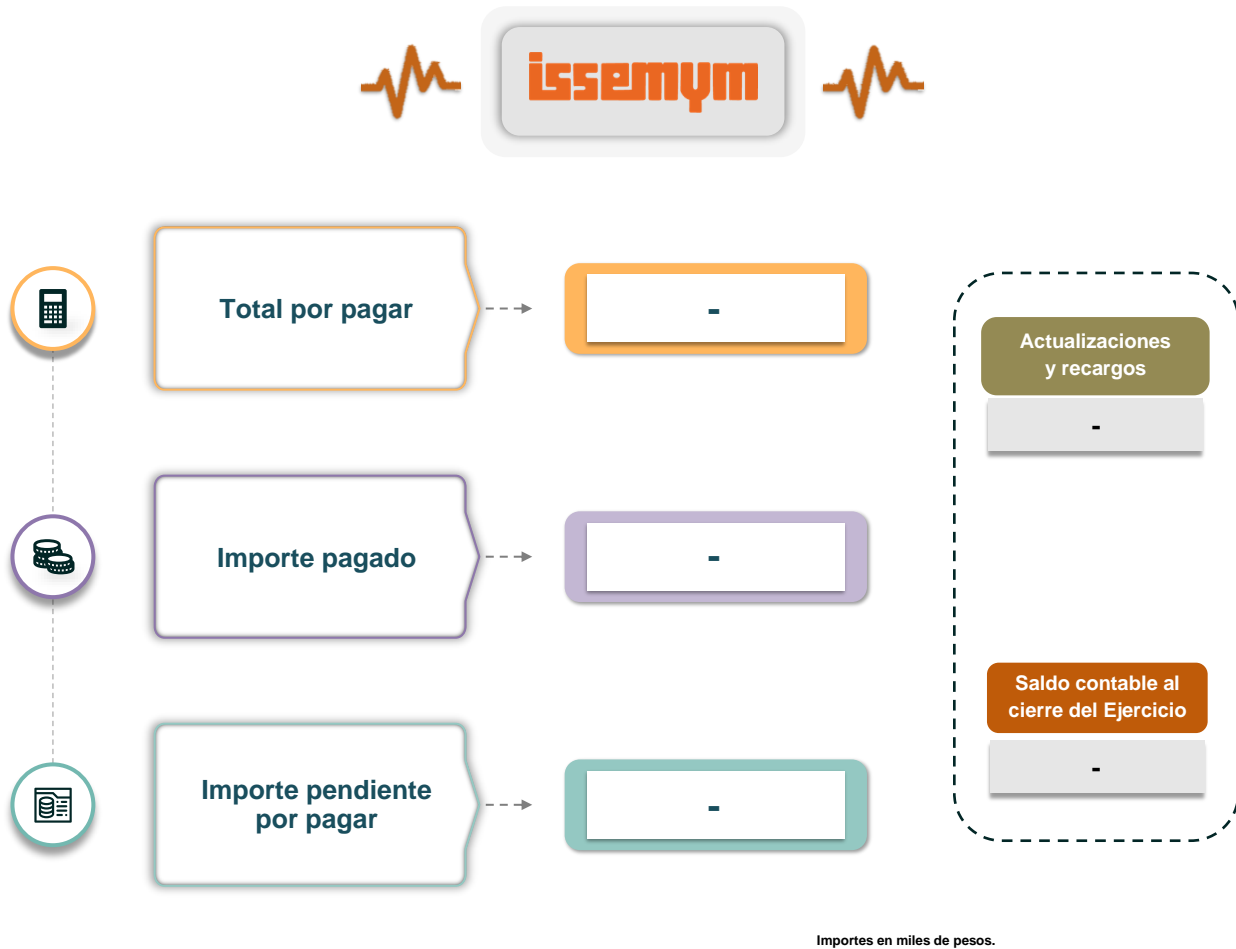 issemym
Total por pagar
-
Importe pagado
-
Importe pendiente
por pagar
-
Actualizaciones
y recargos
-
Saldo contable al
cierre del Ejercicio
-
Importes en miles de pesos.